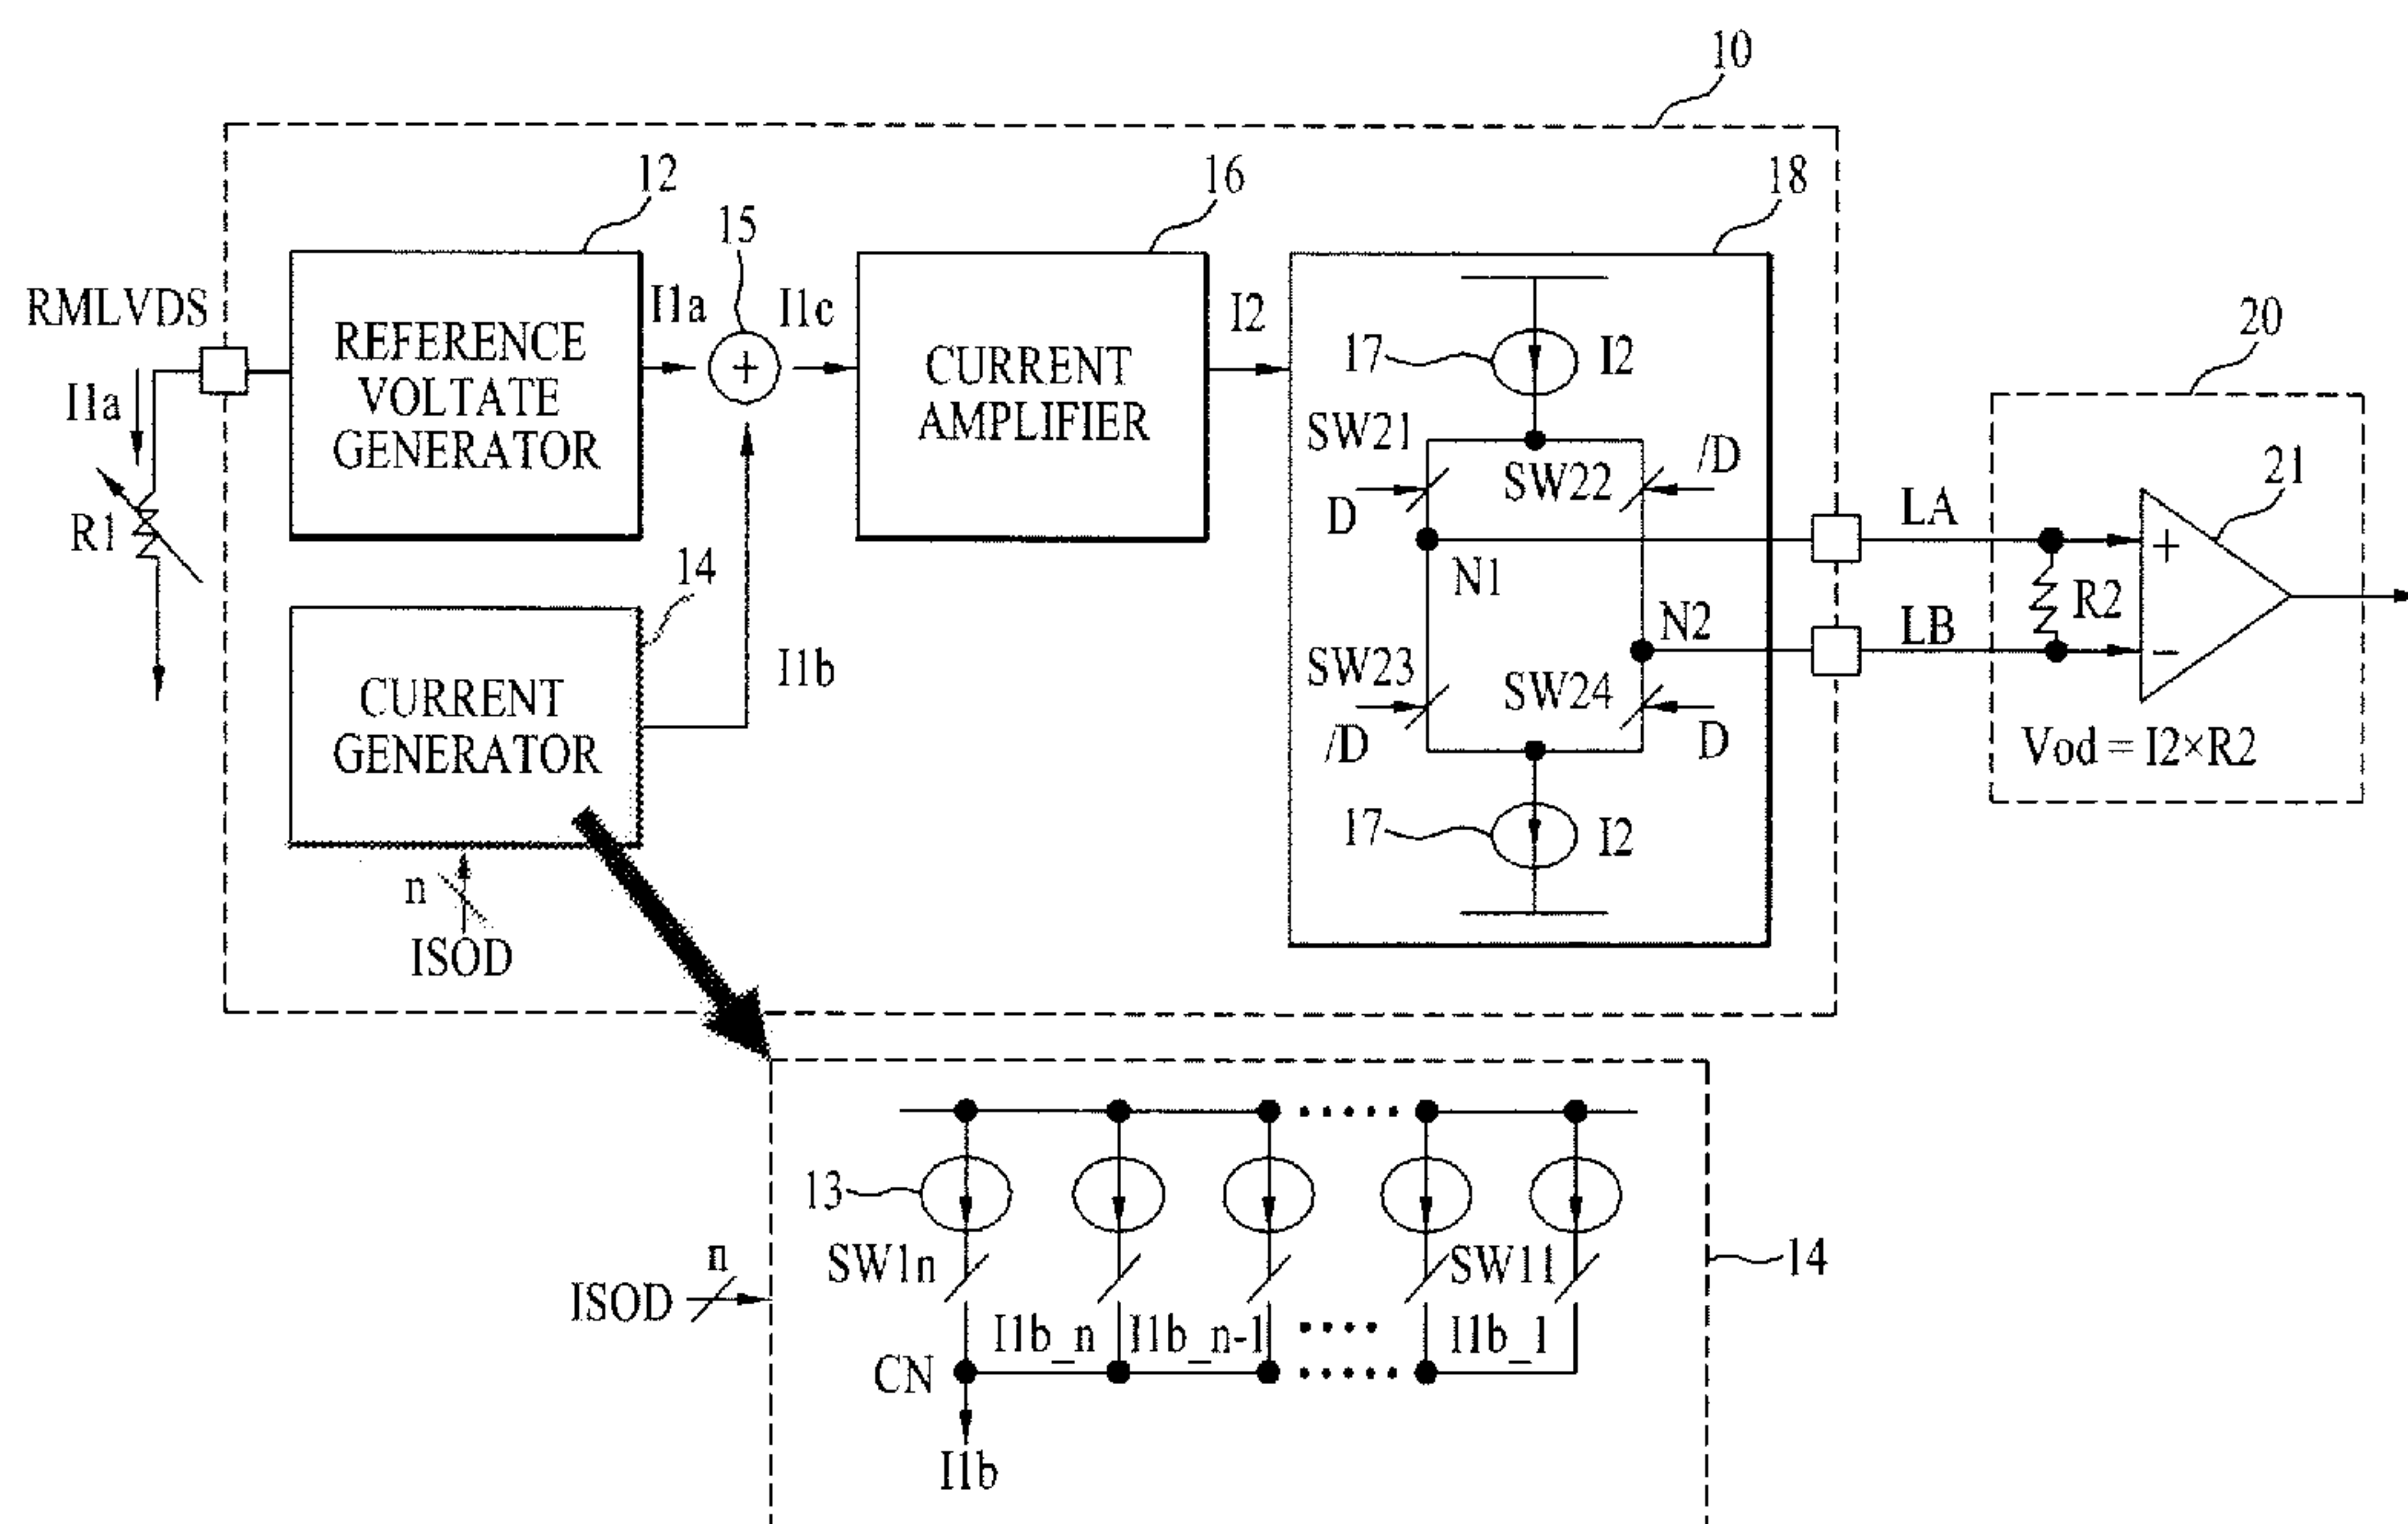 10
12
16
18
15
RMLVDS
I1a
I1c
I2
20
REFERENCE
VOLTATE
GENERATOR
CURRENT
AMPLIFIER
17
I2
I1a
SW21
SW22
/D
21
R1
D
LA
+
+
14
N1
R2
N2
LB
I1b
SW23
SW24
−
CURRENT
GENERATOR
/D
D
Vod = I2×R2
17
I2
n
ISOD
13
n
SW1n
SW11
14
ISOD
I1b_n
I1b_n-1
I1b_1
CN
I1b